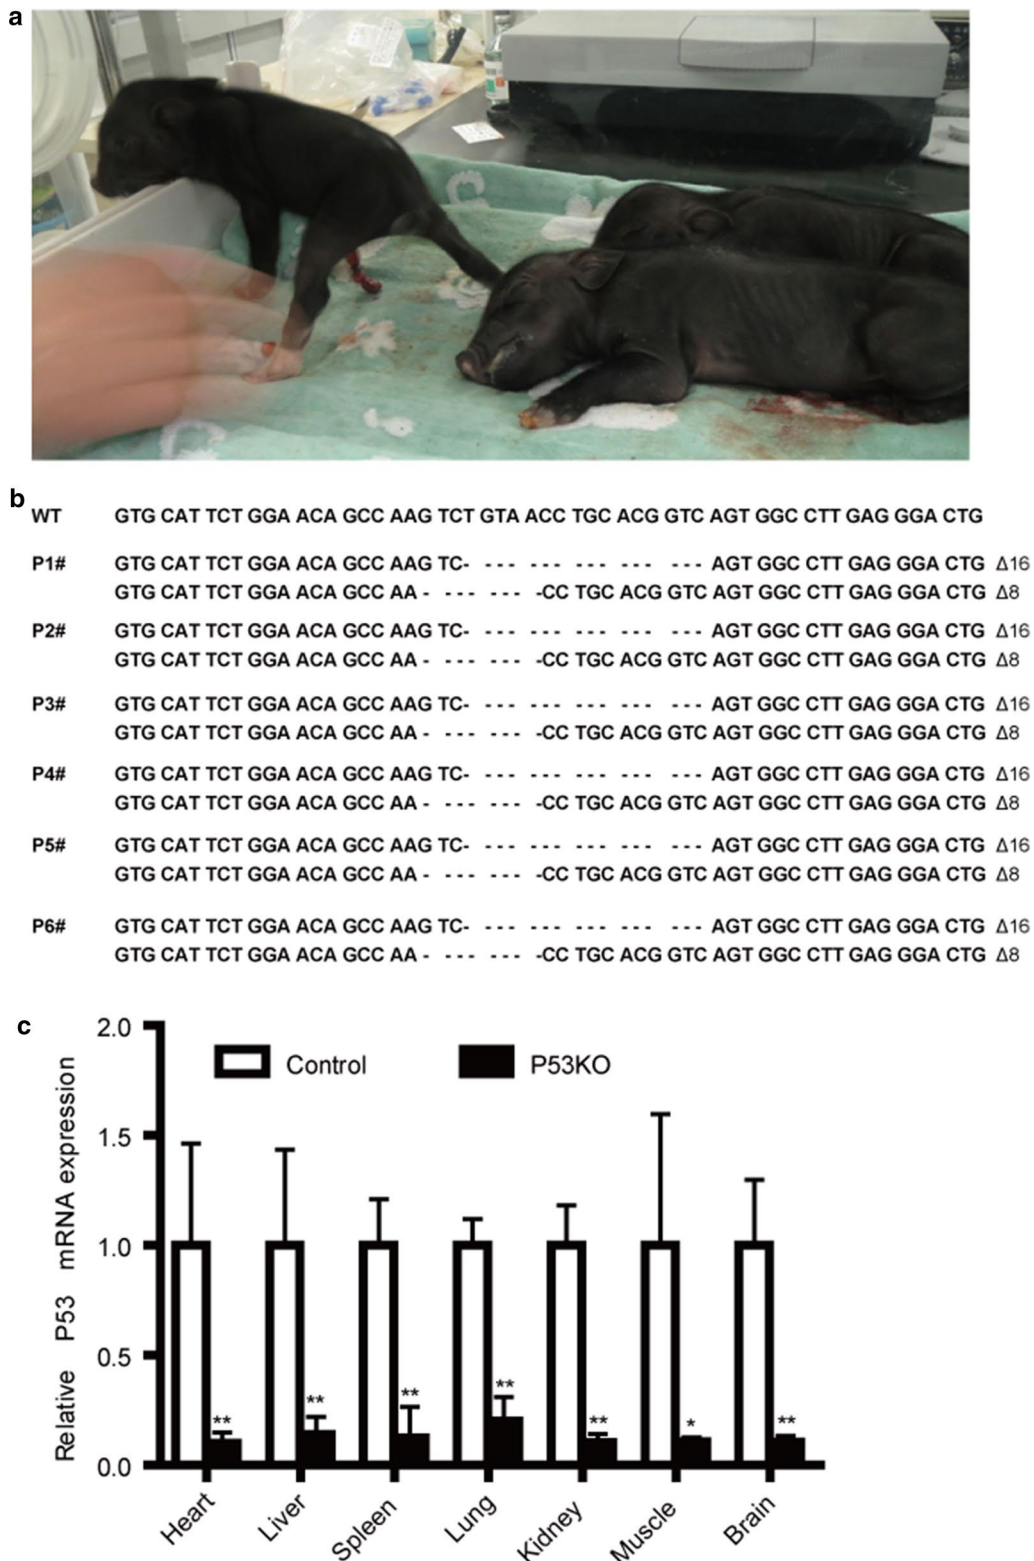 a
b
WT GTG CAT TCT GGA ACA GCC AAG TCT GTA ACC TGC ACG GTC AGT GGC CTT GAG GGA CTG
P1# GTG CAT TCT GGA ACA GCC AAG TC- --- --- --- --- --- AGT GGC CTT GAG GGA CTG Δ16
GTG CAT TCT GGA ACA GCC AA- --- --- -CC TGC ACG GTC AGT GGC CTT GAG GGA CTG Δ8
P2# GTG CAT TCT GGA ACA GCC AAG TC- --- --- --- --- --- AGT GGC CTT GAG GGA CTG Δ16
GTG CAT TCT GGA ACA GCC AA- --- --- -CC TGC ACG GTC AGT GGC CTT GAG GGA CTG Δ8
P3# GTG CAT TCT GGA ACA GCC AAG TC- --- --- --- --- --- AGT GGC CTT GAG GGA CTG Δ16
GTG CAT TCT GGA ACA GCC AA- --- --- -CC TGC ACG GTC AGT GGC CTT GAG GGA CTG Δ8
P4# GTG CAT TCT GGA ACA GCC AAG TC- --- --- --- --- --- AGT GGC CTT GAG GGA CTG Δ16
GTG CAT TCT GGA ACA GCC AA- --- --- -CC TGC ACG GTC AGT GGC CTT GAG GGA CTG Δ8
P5# GTG CAT TCT GGA ACA GCC AAG TC- --- --- --- --- --- AGT GGC CTT GAG GGA CTG Δ16
GTG CAT TCT GGA ACA GCC AA- --- --- -CC TGC ACG GTC AGT GGC CTT GAG GGA CTG Δ8
P6# GTG CAT TCT GGA ACA GCC AAG TC- --- --- --- --- --- AGT GGC CTT GAG GGA CTG Δ16
GTG CAT TCT GGA ACA GCC AA- --- --- -CC TGC ACG GTC AGT GGC CTT GAG GGA CTG Δ8
c
Relative P53 mRNA expression
2.0
1.5
1.0
0.5
0.0
Control P53KO
** ** ** ** ** * **
Heart Liver Spleen Lung Kidney Muscle Brain